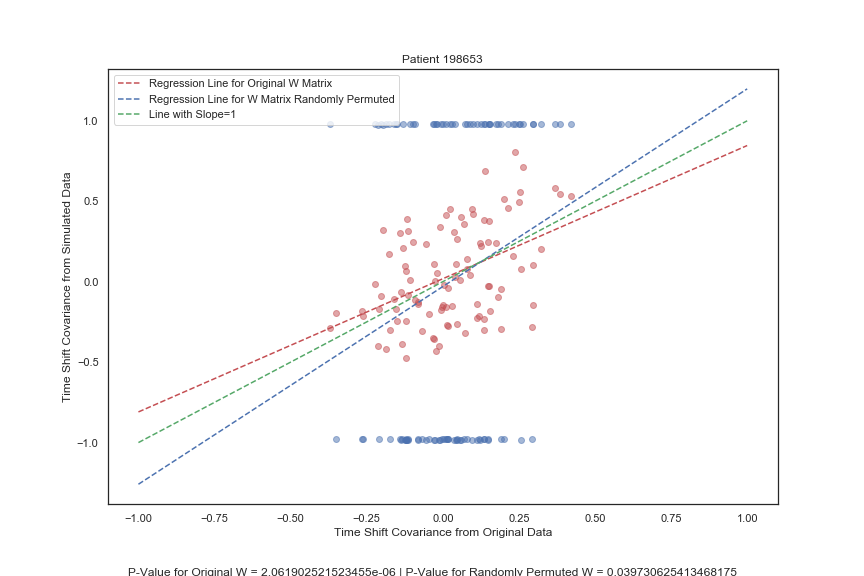 Patient 198653
Regression Line for Original W Matrix
Regression Line for W Matrix Randomly Permuted
Line with Slope=1
1.0
0.5
0.0
−0.5
−1.0
Time Shift Covariance from Simulated Data
−1.00 −0.75 −0.50 −0.25 0.00 0.25 0.50 0.75 1.00
Time Shift Covariance from Original Data
P-Value for Original W = 2.061902521523455e-06 | P-Value for Randomly Permuted W = 0.039730625413468175